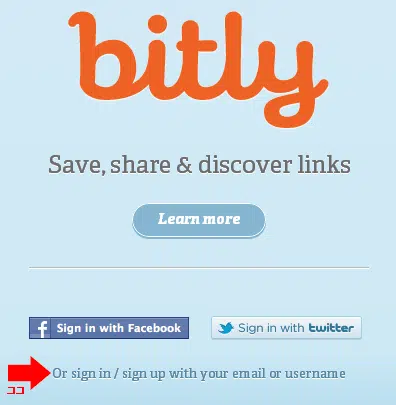 bitly
Save, share & discover links
Learn more
Sign in with Facebook
Sign in with twitter
Or sign in / sign up with your email or username
ココ